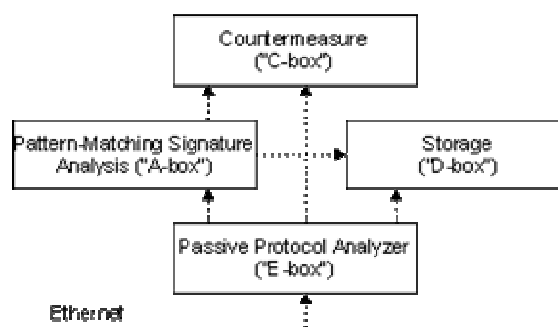 Countermeasure
("C-box")
Pattern-Matching Signature
Analysis ("A-box")
Storage
("D-box")
Passive Protocol Analyzer
("E-box")
Ethernet